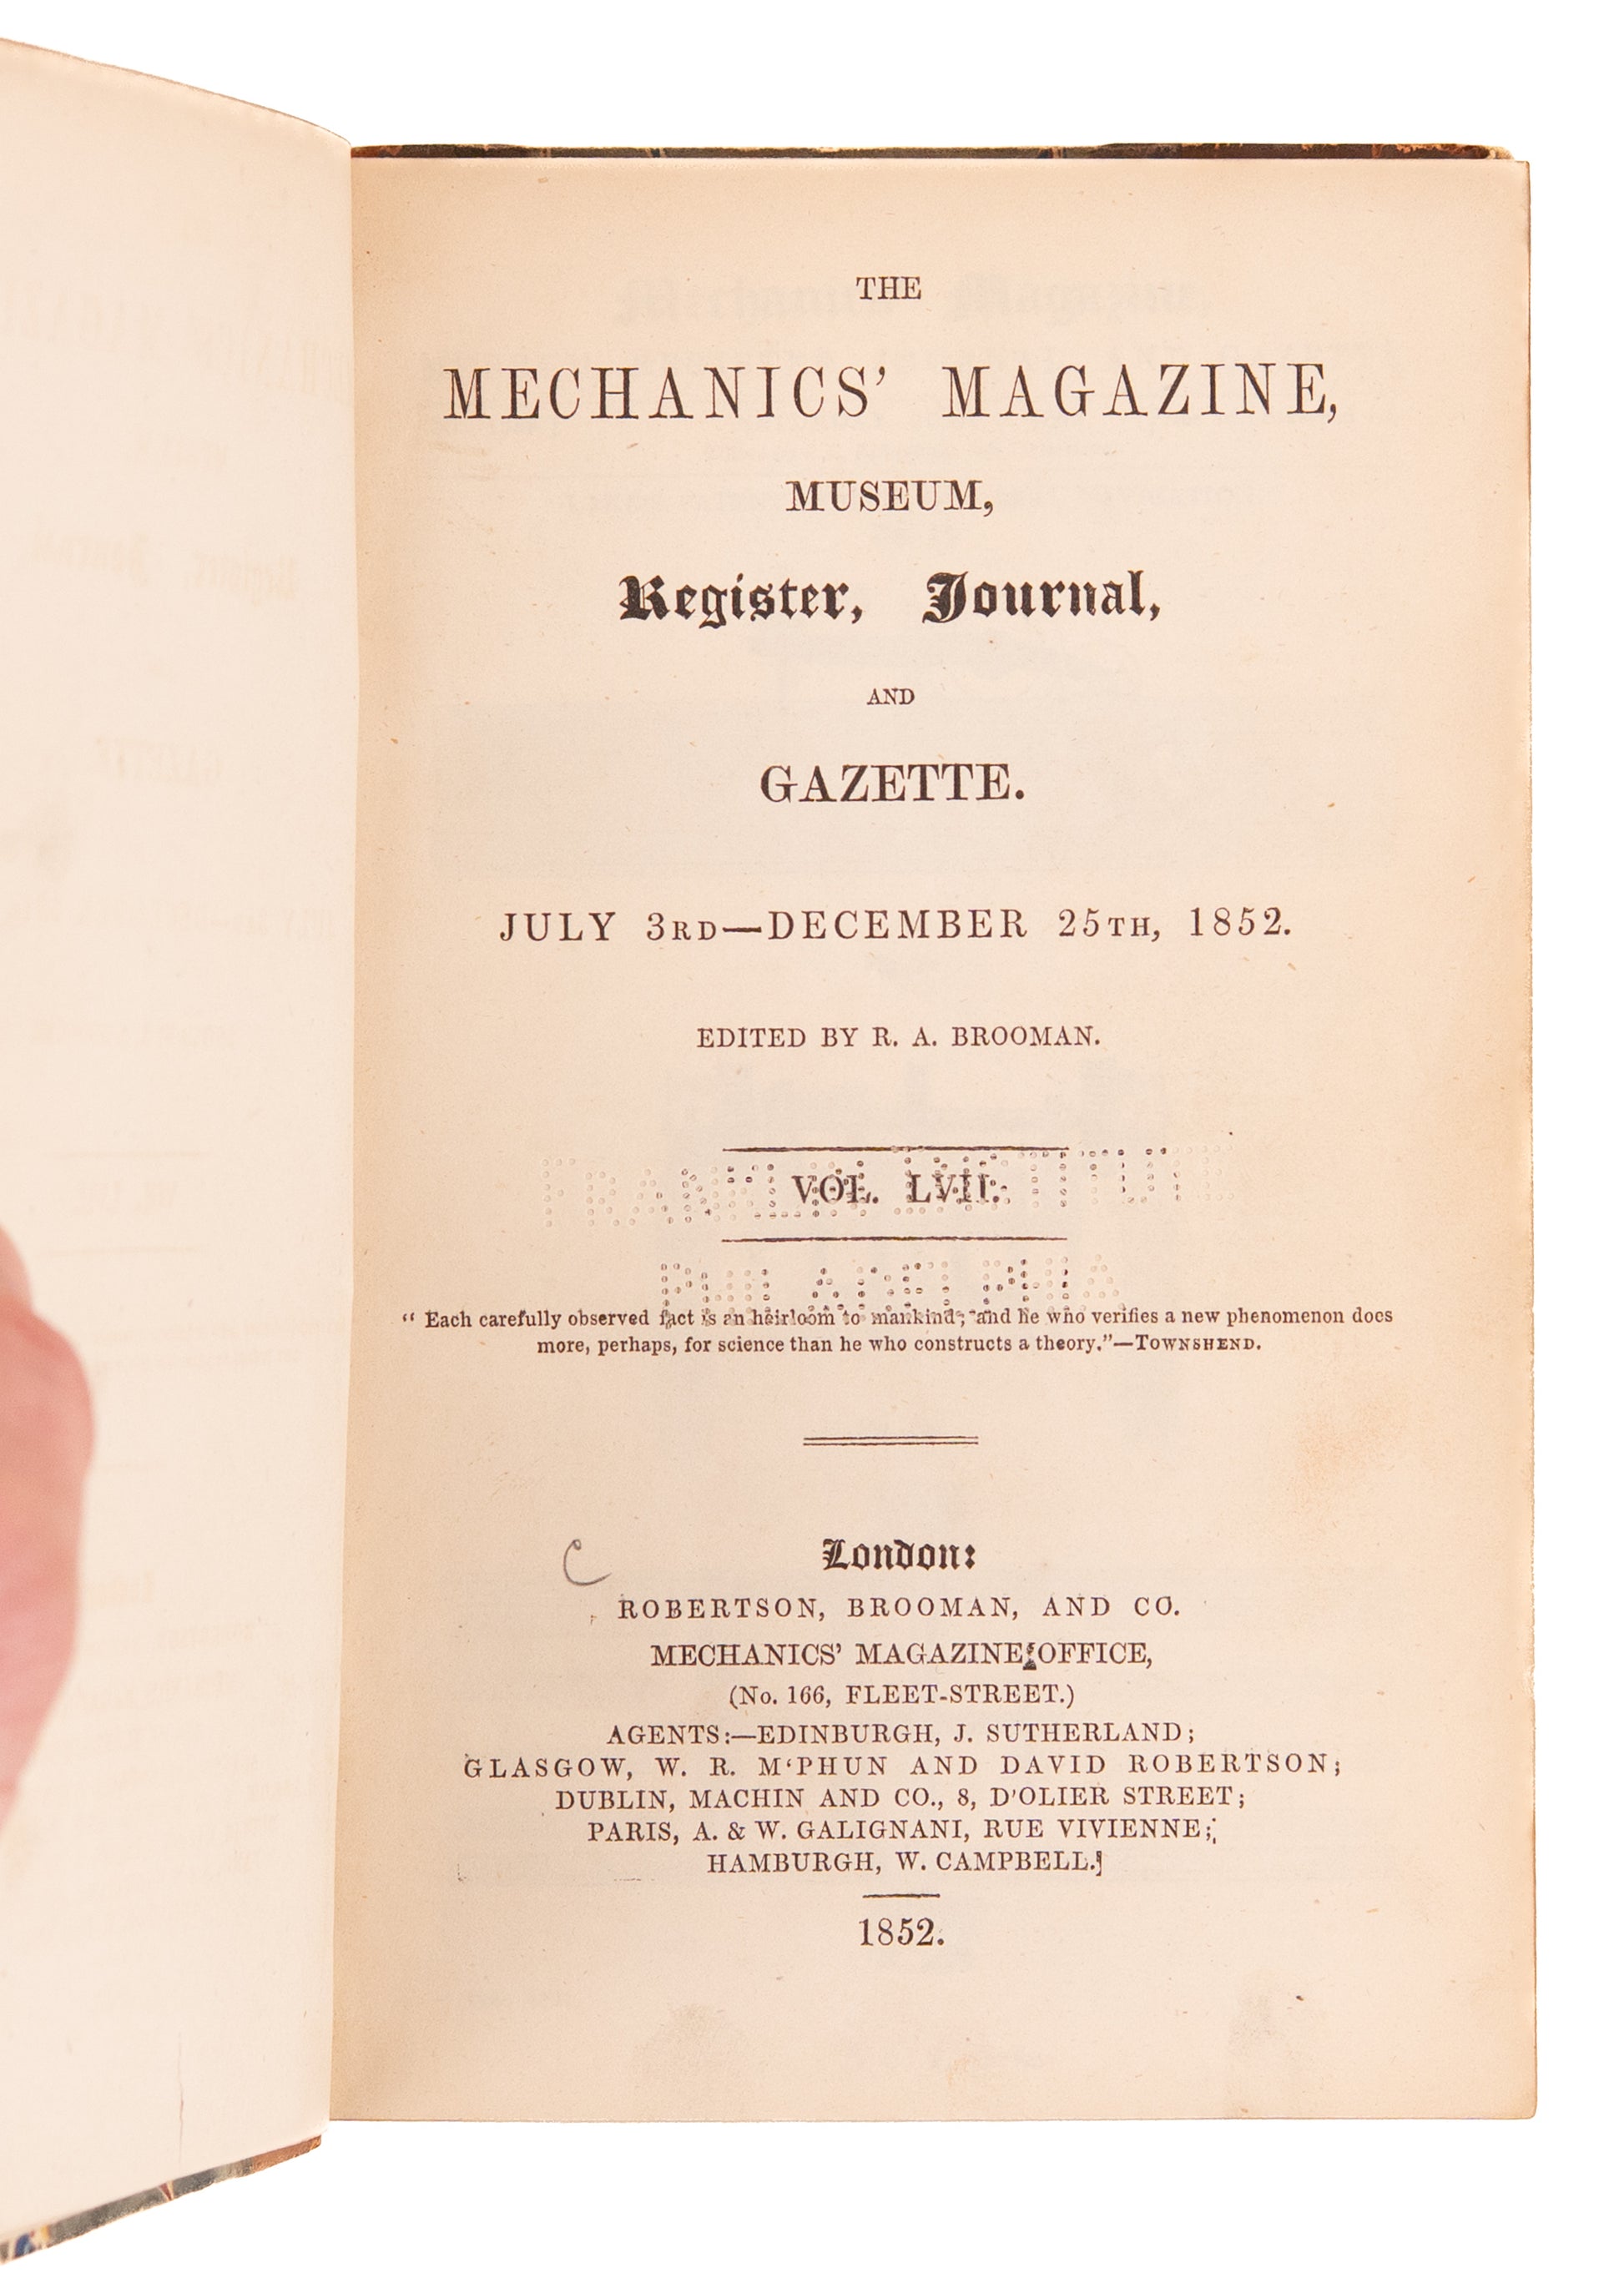 THE
MECHANICS' MAGAZINE,
MUSEUM,
Register, Journal,
AND
GAZETTE.
JULY 3RD—DECEMBER 25TH, 1852.
EDITED BY R. A. BROOMAN.
FRANKLIN INSTITUTE
VOL. LVII.
PHILADELPHIA
“ Each carefully observed fact is an heirloom to mankind; and he who verifies a new phenomenon does
more, perhaps, for science than he who constructs a theory.”—TOWNSHEND.
C
London:
ROBERTSON, BROOMAN, AND CO.
MECHANICS' MAGAZINE OFFICE,
(No. 166, FLEET-STREET.)
AGENTS:—EDINBURGH, J. SUTHERLAND;
GLASGOW, W. R. M‘PHUN AND DAVID ROBERTSON;
DUBLIN, MACHIN AND CO., 8, D'OLIER STREET;
PARIS, A. & W. GALIGNANI, RUE VIVIENNE;
HAMBURGH, W. CAMPBELL.
1852.